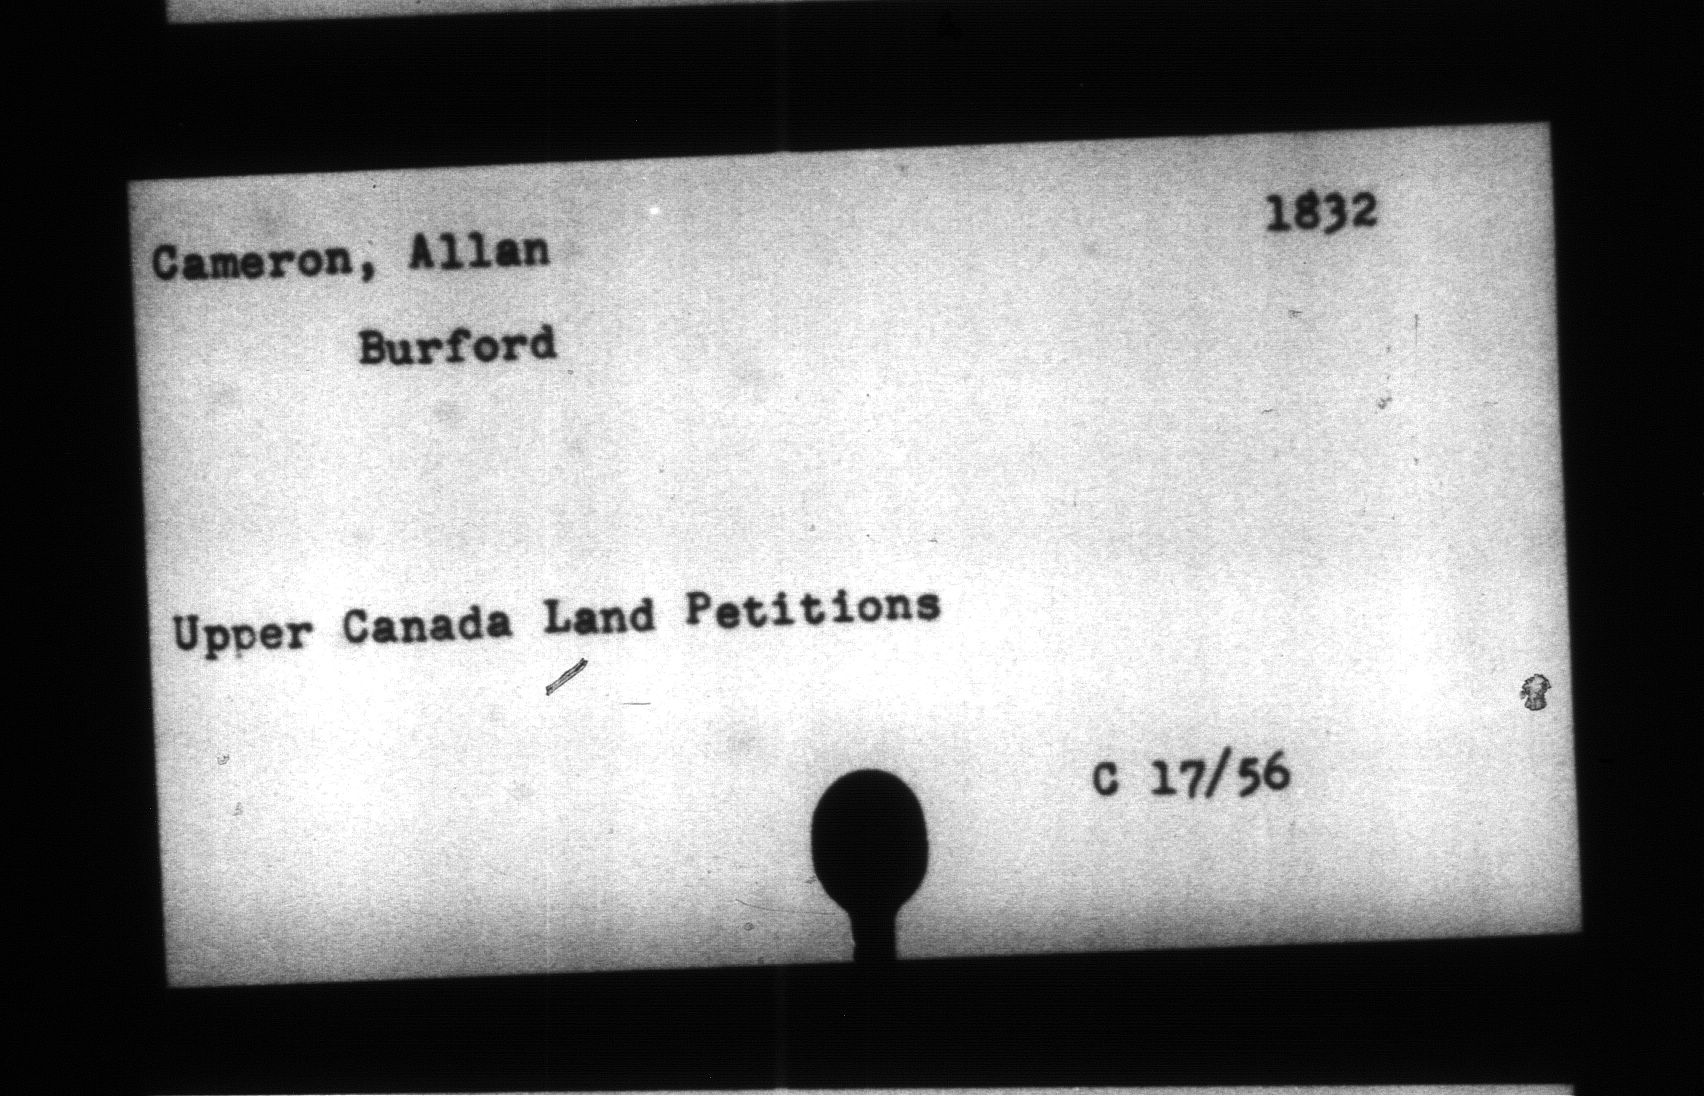 Cameron, Allan 1832
Burford
Upper Canada Land Petitions
C 17/56